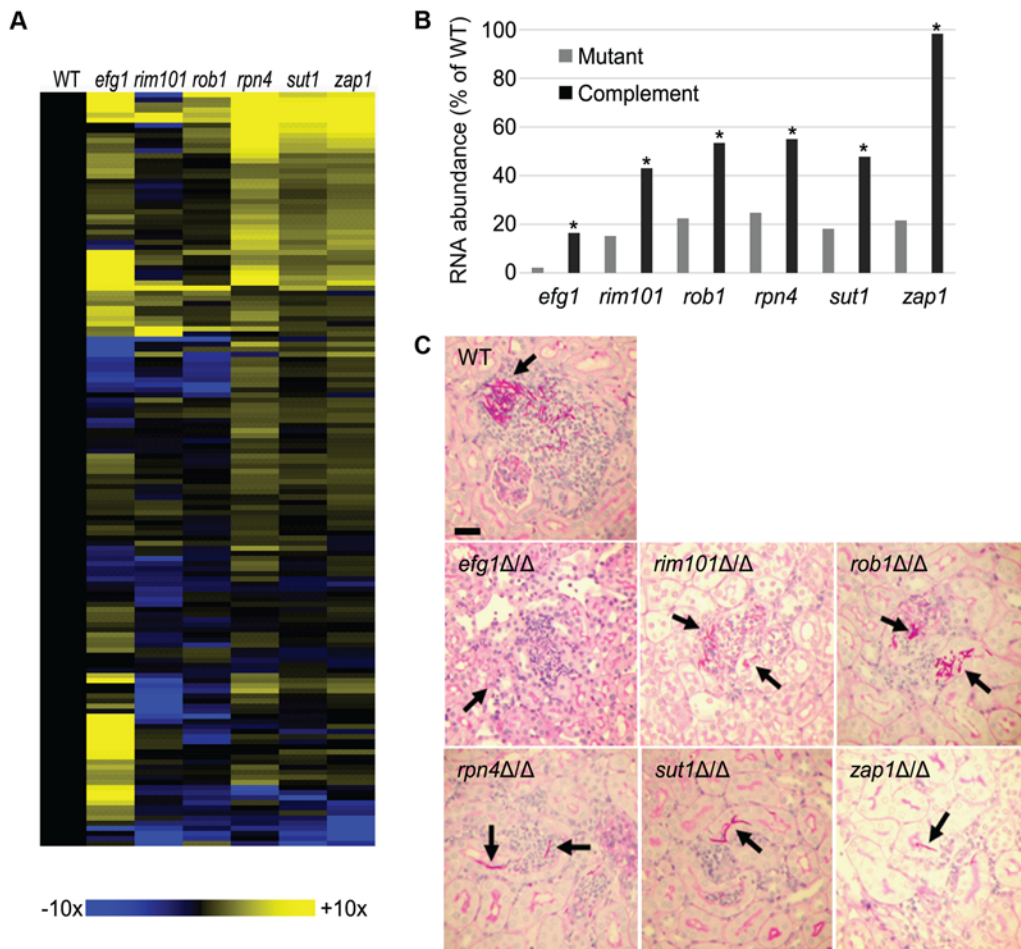 A
WT efg1 rim101 rob1 rpn4 sut1 zap1
-10x +10x
B
RNA abundance (% of WT)
100
80
60
40
20
0
Mutant
Complement
* * * * * *
efg1 rim101 rob1 rpn4 sut1 zap1
C
WT
efg1Δ/Δ rim101Δ/Δ rob1Δ/Δ
rpn4Δ/Δ sut1Δ/Δ zap1Δ/Δ